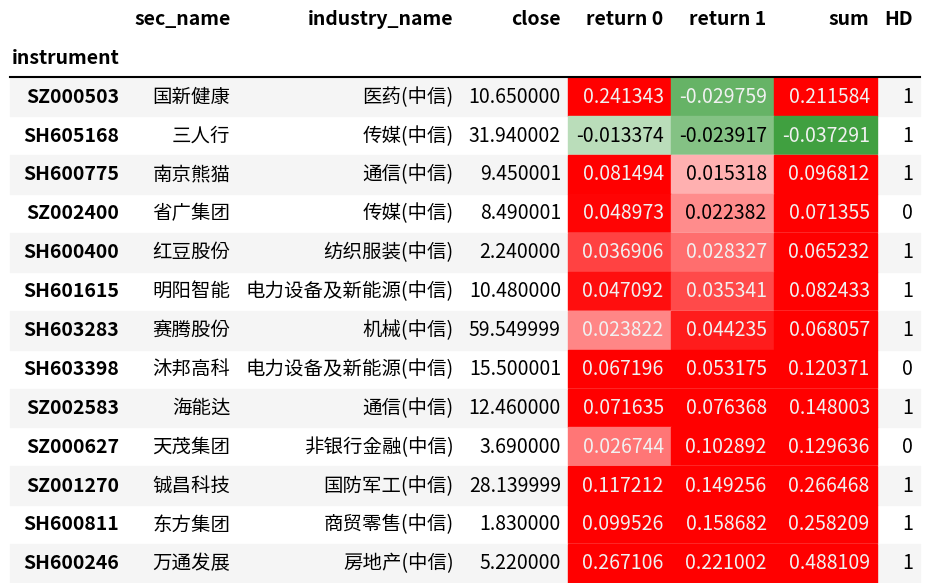 sec_name industry_name close return 0 return 1 sum HD
instrument
SZ000503 国新健康 医药(中信) 10.650000 0.241343 -0.029759 0.211584 1
SH605168 三人行 传媒(中信) 31.940002 -0.013374 -0.023917 -0.037291 1
SH600775 南京熊猫 通信(中信) 9.450001 0.081494 0.015318 0.096812 1
SZ002400 省广集团 传媒(中信) 8.490001 0.048973 0.022382 0.071355 0
SH600400 红豆股份 纺织服装(中信) 2.240000 0.036906 0.028327 0.065232 1
SH601615 明阳智能 电力设备及新能源(中信) 10.480000 0.047092 0.035341 0.082433 1
SH603283 赛腾股份 机械(中信) 59.549999 0.023822 0.044235 0.068057 1
SH603398 沐邦高科 电力设备及新能源(中信) 15.500001 0.067196 0.053175 0.120371 0
SZ002583 海能达 通信(中信) 12.460000 0.071635 0.076368 0.148003 1
SZ000627 天茂集团 非银行金融(中信) 3.690000 0.026744 0.102892 0.129636 0
SZ001270 铖昌科技 国防军工(中信) 28.139999 0.117212 0.149256 0.266468 1
SH600811 东方集团 商贸零售(中信) 1.830000 0.099526 0.158682 0.258209 1
SH600246 万通发展 房地产(中信) 5.220000 0.267106 0.221002 0.488109 1